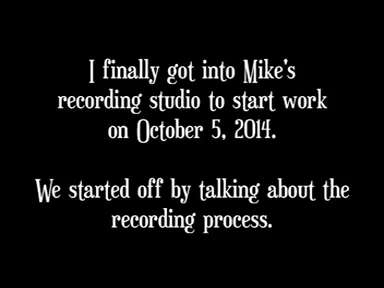 I finally got into Mike's
recording studio to start work
on October 5, 2014.
We started off by talking about the
recording process.